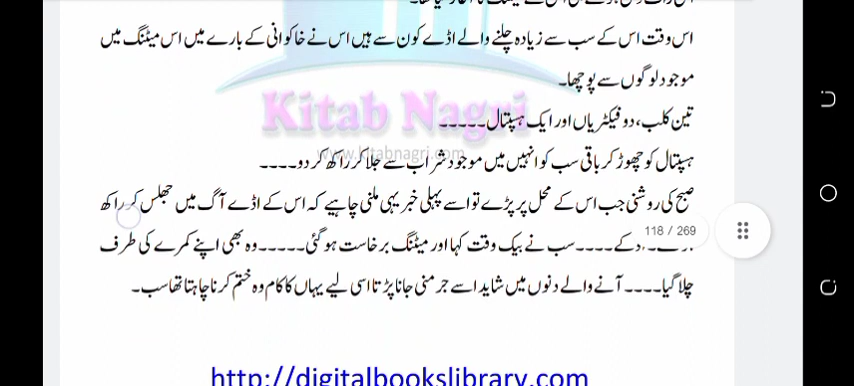 اس وقت اس کے سب سے زیادہ چلنے والے اڈے کون سے ہیں اس نے خاکوانی کے بارے میں اس میٹنگ میں
موجود لوگوں سے پوچھا۔
تین کلب، دو فیکٹریاں اور ایک ہسپتال۔۔۔۔۔
ہسپتال کو چھوڑ کر باقی سب کو انہیں میں موجود شراب سے جلا کر راکھ کر دو۔۔۔۔
صبح کی روشنی جب اس کے محل پر پڑے تو اسے پہلی خبر یہی ملنی چاہیے کہ اس کے اڈے آگ میں جھلس کر راکھ
کے۔۔۔۔سب نے بیک وقت کہا اور میٹنگ برخاست ہو گئی۔۔۔۔۔وہ بھی اپنے کمرے کی طرف
چلا گیا۔۔۔۔آنے والے دنوں میں شاید اسے جرمنی جانا پڑتا اسی لیے یہاں کا کام وہ ختم کرنا چاہتا تھا سب۔
Kitab Nagri
www.kitabnagri.com
118 / 269
http://digitalbookslibrary.com